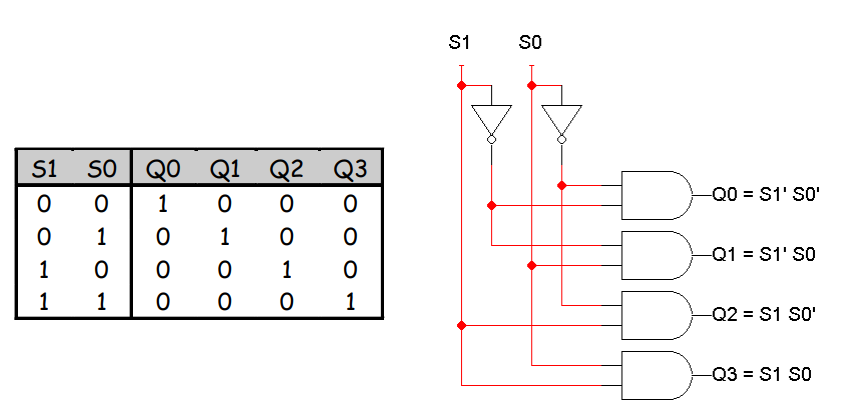 S1 S0 Q0 Q1 Q2 Q3
0 0 1 0 0 0
0 1 0 1 0 0
1 0 0 0 1 0
1 1 0 0 0 1
S1 S0
Q0 = S1' S0'
Q1 = S1' S0
Q2 = S1 S0'
Q3 = S1 S0